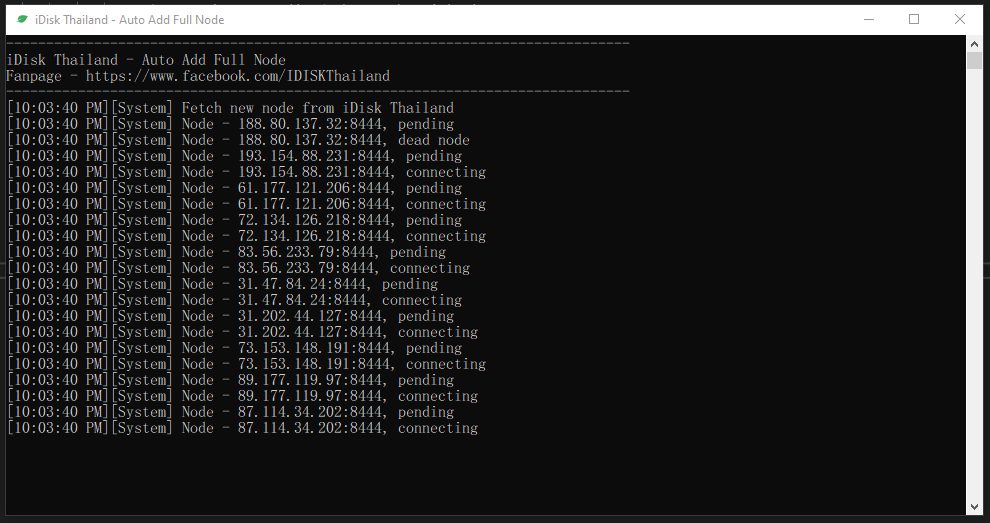 iDisk Thailand - Auto Add Full Node
------------------------------------------------------------------------------
iDisk Thailand - Auto Add Full Node
Fanpage - https://www.facebook.com/IDISKThailand
------------------------------------------------------------------------------
[10:03:40 PM][System] Fetch new node from iDisk Thailand
[10:03:40 PM][System] Node - 188.80.137.32:8444, pending
[10:03:40 PM][System] Node - 188.80.137.32:8444, dead node
[10:03:40 PM][System] Node - 193.154.88.231:8444, pending
[10:03:40 PM][System] Node - 193.154.88.231:8444, connecting
[10:03:40 PM][System] Node - 61.177.121.206:8444, pending
[10:03:40 PM][System] Node - 61.177.121.206:8444, connecting
[10:03:40 PM][System] Node - 72.134.126.218:8444, pending
[10:03:40 PM][System] Node - 72.134.126.218:8444, connecting
[10:03:40 PM][System] Node - 83.56.233.79:8444, pending
[10:03:40 PM][System] Node - 83.56.233.79:8444, connecting
[10:03:40 PM][System] Node - 31.47.84.24:8444, pending
[10:03:40 PM][System] Node - 31.47.84.24:8444, connecting
[10:03:40 PM][System] Node - 31.202.44.127:8444, pending
[10:03:40 PM][System] Node - 31.202.44.127:8444, connecting
[10:03:40 PM][System] Node - 73.153.148.191:8444, pending
[10:03:40 PM][System] Node - 73.153.148.191:8444, connecting
[10:03:40 PM][System] Node - 89.177.119.97:8444, pending
[10:03:40 PM][System] Node - 89.177.119.97:8444, connecting
[10:03:40 PM][System] Node - 87.114.34.202:8444, pending
[10:03:40 PM][System] Node - 87.114.34.202:8444, connecting